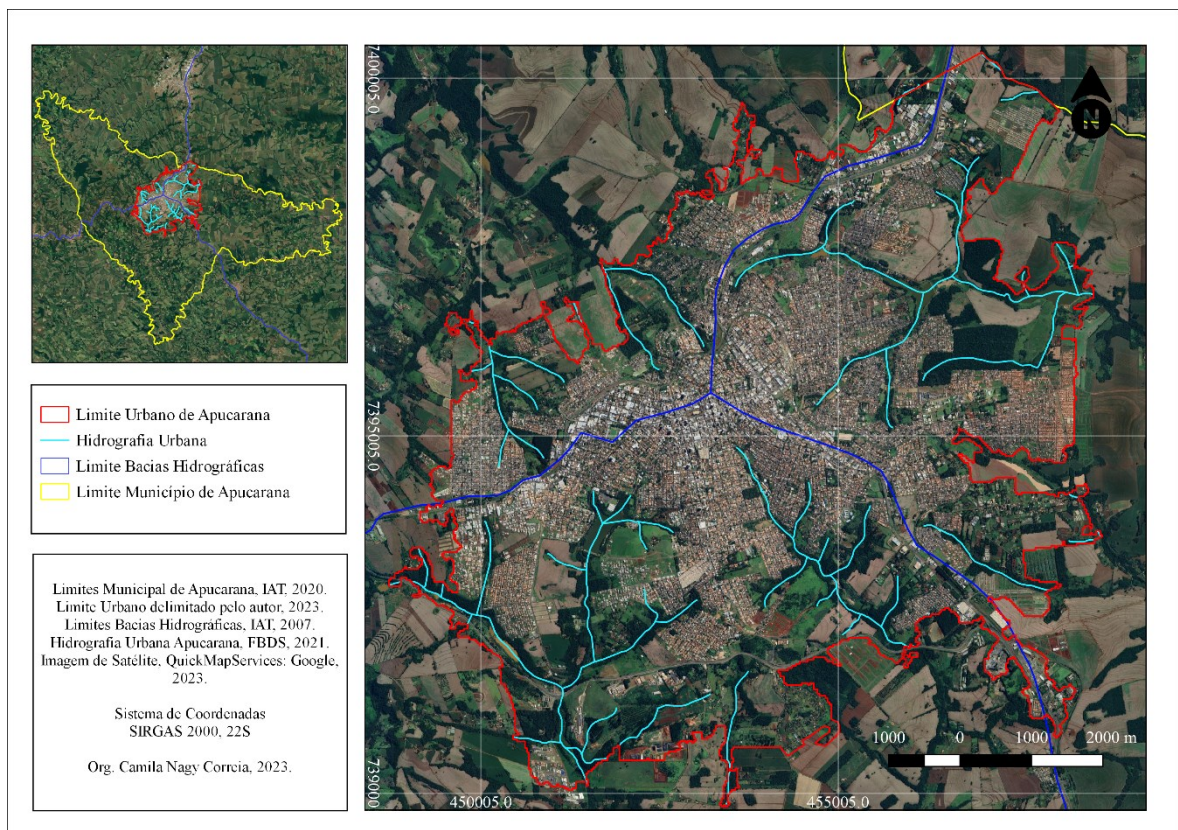 Limite Urbano de Apucarana
Hidrografia Urbana
Limite Bacias Hidrográficas
Limite Município de Apucarana
Limites Municipal de Apucarana, IAT, 2020.
Limite Urbano delimitado pelo autor, 2023.
Limites Bacias Hidrográficas, IAT, 2007.
Hidrografia Urbana Apucarana, FBDS, 2021.
Imagem de Satélite, QuickMapServices: Google,
2023.
Sistema de Coordenadas
SIRGAS 2000, 22S
Org. Camila Nagy Correia, 2023.
7400005.0
7395005.0
739000
450005.0
455005.0
N
1000 0 1000 2000 m